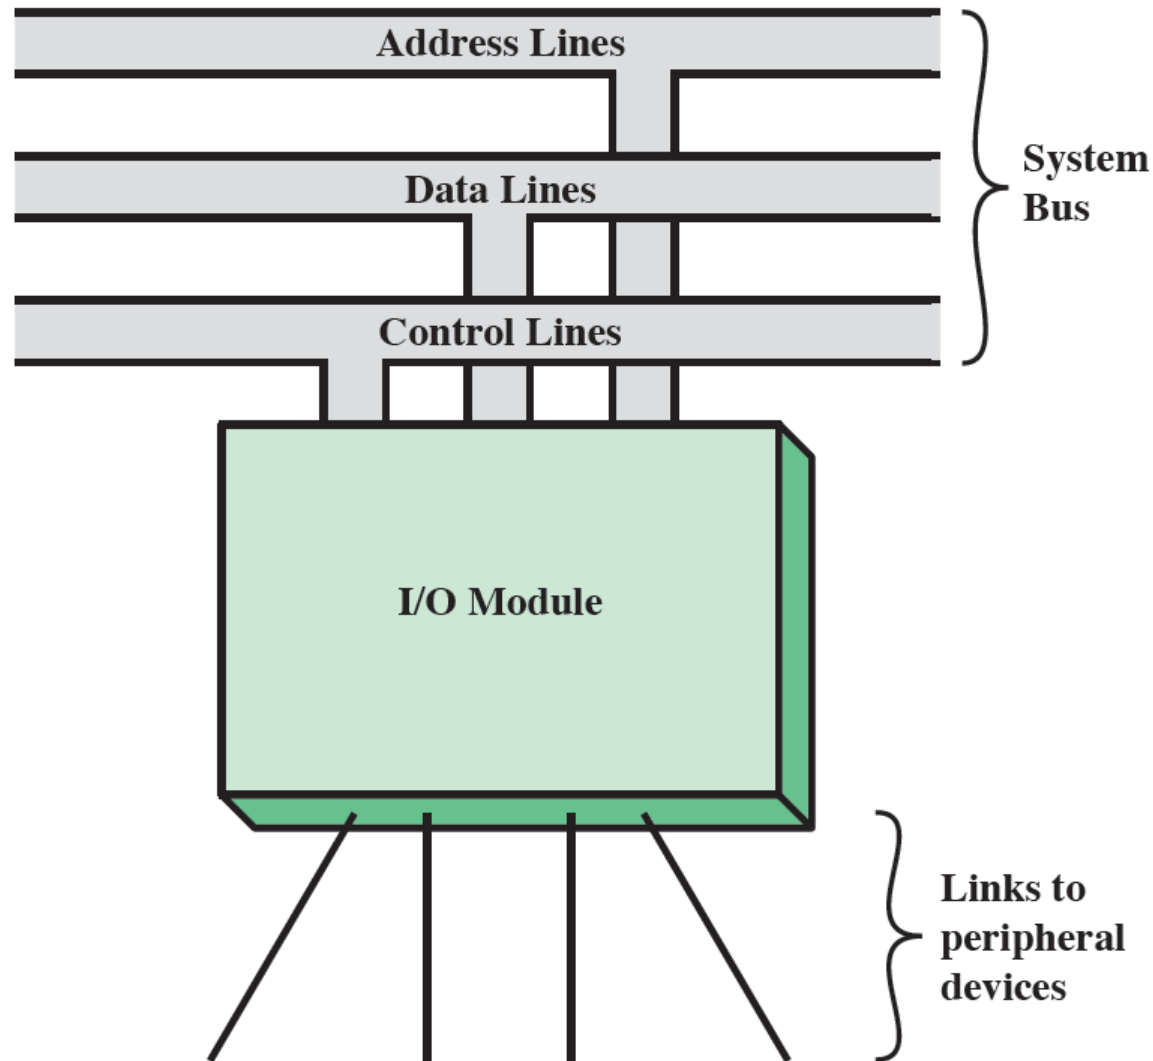 Address Lines
Data Lines
System
Bus
Control Lines
I/O Module
Links to
peripheral
devices